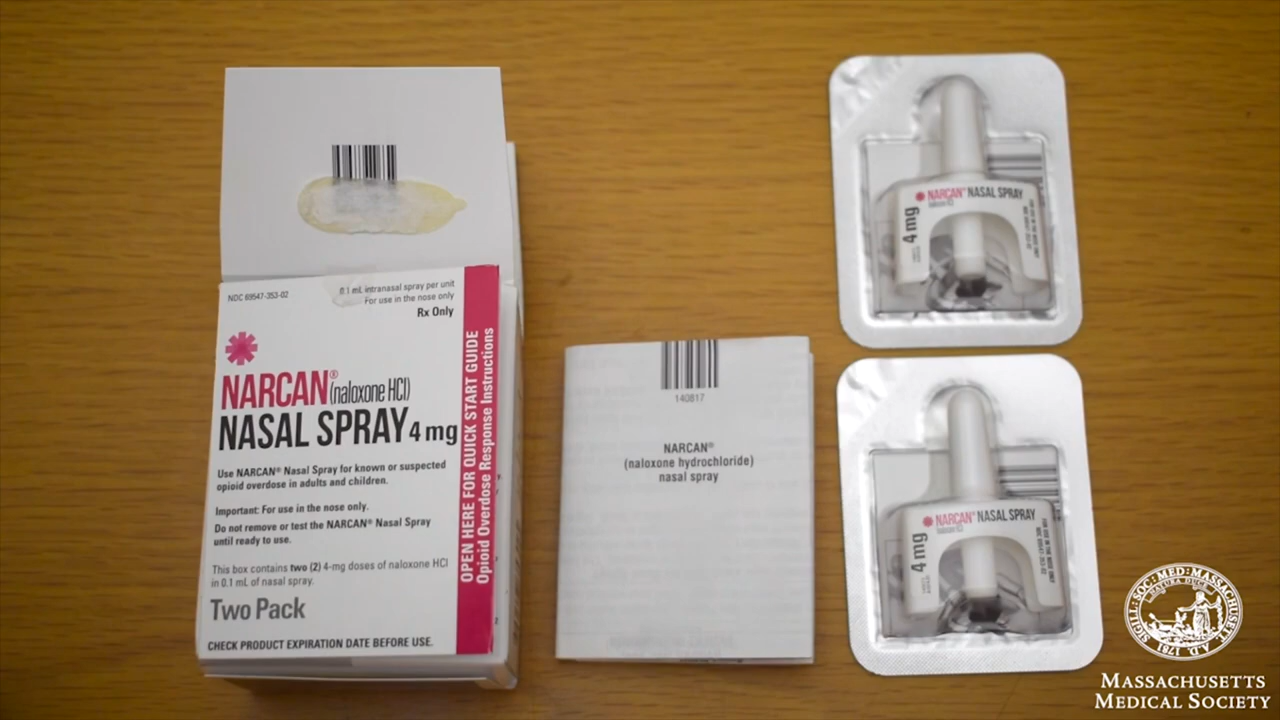 NDC 69547-353-02
0.1 mL intranasal spray per unit
For use in the nose only
Rx Only
NARCAN® (naloxone HCl)
NASAL SPRAY 4 mg
Use NARCAN® Nasal Spray for known or suspected
opioid overdose in adults and children.
Important: For use in the nose only.
Do not remove or test the NARCAN® Nasal Spray
until ready to use.
This box contains two (2) 4-mg doses of naloxone HCl
in 0.1 mL of nasal spray.
Two Pack
CHECK PRODUCT EXPIRATION DATE BEFORE USE.
OPEN HERE FOR QUICK START GUIDE
Opioid Overdose Response Instructions
140817
NARCAN®
(naloxone hydrochloride)
nasal spray
NARCAN® NASAL SPRAY
4 mg
NARCAN® NASAL SPRAY
4 mg
SIGILL: SOC: MED: MASSACHUSETT.
A.D. 1781
MASSACHUSETTS
MEDICAL SOCIETY